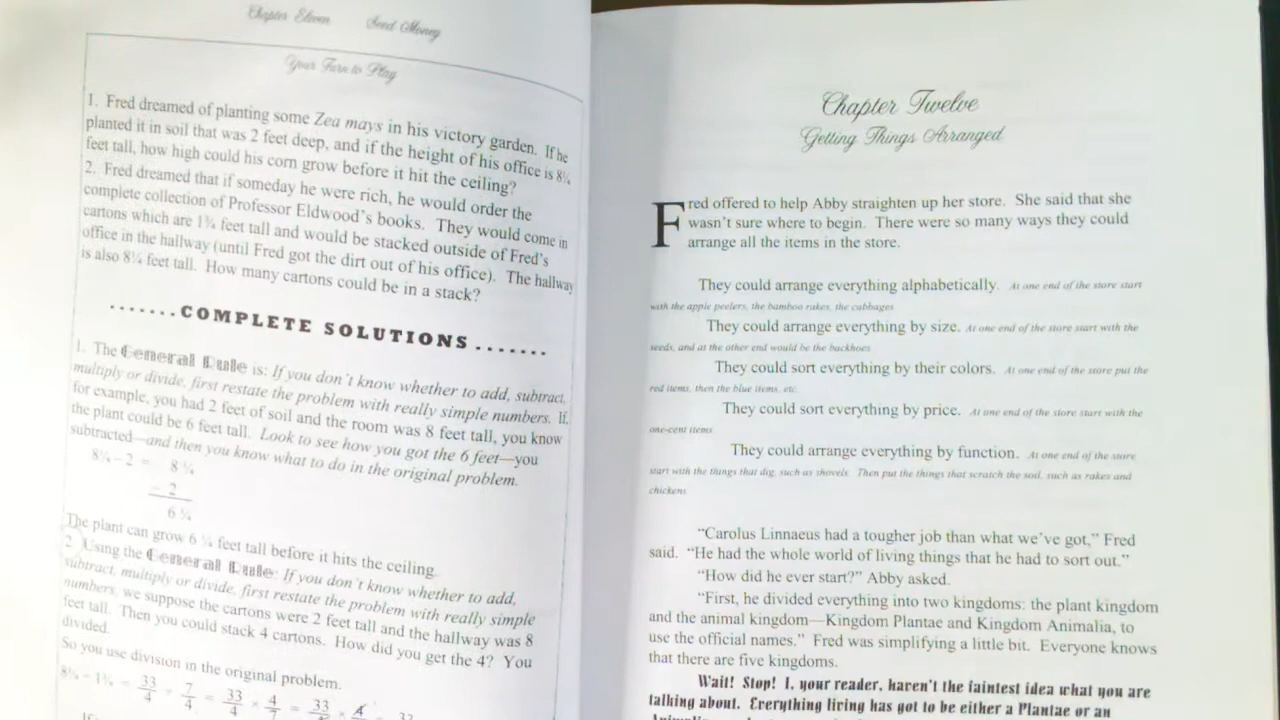 Chapter Eleven Seed Money
Your Turn to Play
1. Fred dreamed of planting some Zea mays in his victory garden. If he
planted it in soil that was 2 feet deep, and if the height of his office is 8¼
feet tall, how high could his corn grow before it hit the ceiling?
2. Fred dreamed that if someday he were rich, he would order the
complete collection of Professor Eldwood's books. They would come in
cartons which are 1¾ feet tall and would be stacked outside of Fred's
office in the hallway (until Fred got the dirt out of his office). The hallway
is also 8¼ feet tall. How many cartons could be in a stack?
.......COMPLETE SOLUTIONS.......
1. The General Rule is: If you don't know whether to add, subtract,
multiply or divide, first restate the problem with really simple numbers. If,
for example, you had 2 feet of soil and the room was 8 feet tall, you know
the plant could be 6 feet tall. Look to see how you got the 6 feet—you
subtracted—and then you know what to do in the original problem.
8¼ – 2 = 8 ¼
– 2
6 ¼
The plant can grow 6 ¼ feet tall before it hits the ceiling.
2. Using the General Rule: If you don't know whether to add,
subtract, multiply or divide, first restate the problem with really simple
numbers, we suppose the cartons were 2 feet tall and the hallway was 8
feet tall. Then you could stack 4 cartons. How did you get the 4? You
divided.
So you use division in the original problem.
8¼ ÷ 1¾ = 33/4 ÷ 7/4 = 33/4 × 4/7 = 33 × 4 = 33
Chapter Twelve
Getting Things Arranged
Fred offered to help Abby straighten up her store. She said that she
wasn't sure where to begin. There were so many ways they could
arrange all the items in the store.
They could arrange everything alphabetically. At one end of the store start
with the apple peelers, the bamboo rakes, the cabbages
They could arrange everything by size. At one end of the store start with the
seeds, and at the other end would be the backhoes.
They could sort everything by their colors. At one end of the store put the
red items, then the blue items, etc.
They could sort everything by price. At one end of the store start with the
one-cent items.
They could arrange everything by function. At one end of the store
start with the things that dig, such as shovels. Then put the things that scratch the soil, such as rakes and
chickens.
"Carolus Linnaeus had a tougher job than what we've got," Fred
said. "He had the whole world of living things that he had to sort out."
"How did he ever start?" Abby asked.
"First, he divided everything into two kingdoms: the plant kingdom
and the animal kingdom—Kingdom Plantae and Kingdom Animalia, to
use the official names." Fred was simplifying a little bit. Everyone knows
that there are five kingdoms.
Wait! Stop! I, your reader, haven't the faintest idea what you are
talking about. Everything living has got to be either a Plantae or an